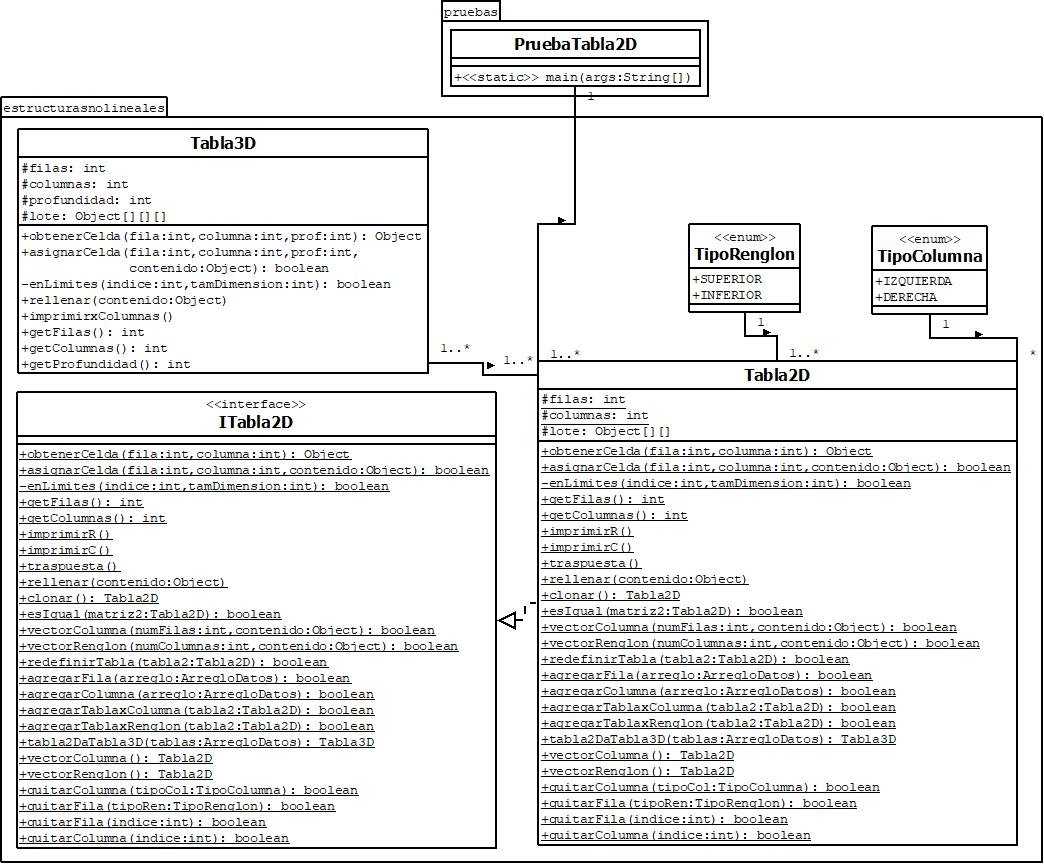 pruebas
PruebaTabla2D
+<<static>> main(args:String[])
1
estructurasnolineales
Tabla3D
#filas: int
#columnas: int
#profundidad: int
#lote: Object[][][]
+obtenerCelda(fila:int,columna:int,prof:int): Object
+asignarCelda(fila:int,columna:int,prof:int,
contenido:Object): boolean
-enLimites(indice:int,tamDimension:int): boolean
+rellenar(contenido:Object)
+imprimirxColumnas()
+getFilas(): int
+getColumnas(): int
+getProfundidad(): int
1..*
1..*
1..*
<<enum>>
TipoRenglon
+SUPERIOR
+INFERIOR
1
1..*
<<enum>>
TipoColumna
+IZQUIERDA
+DERECHA
1
*
<<interface>>
ITabla2D
+obtenerCelda(fila:int,columna:int): Object
+asignarCelda(fila:int,columna:int,contenido:Object): boolean
-enLimites(indice:int,tamDimension:int): boolean
+getFilas(): int
+getColumnas(): int
+imprimirR()
+imprimirC()
+traspuesta()
+rellenar(contenido:Object)
+clonar(): Tabla2D
+esIgual(matriz2:Tabla2D): boolean
+vectorColumna(numFilas:int,contenido:Object): boolean
+vectorRenglon(numColumnas:int,contenido:Object): boolean
+redefinirTabla(tabla2:Tabla2D): boolean
+agregarFila(arreglo:ArregloDatos): boolean
+agregarColumna(arreglo:ArregloDatos): boolean
+agregarTablaxColumna(tabla2:Tabla2D): boolean
+agregarTablaxRenglon(tabla2:Tabla2D): boolean
+tabla2DaTabla3D(tablas:ArregloDatos): Tabla3D
+vectorColumna(): Tabla2D
+vectorRenglon(): Tabla2D
+quitarColumna(tipoCol:TipoColumna): boolean
+quitarFila(tipoRen:TipoRenglon): boolean
+quitarFila(indice:int): boolean
+quitarColumna(indice:int): boolean
Tabla2D
#filas: int
#columnas: int
#lote: Object[][]
+obtenerCelda(fila:int,columna:int): Object
+asignarCelda(fila:int,columna:int,contenido:Object): boolean
-enLimites(indice:int,tamDimension:int): boolean
+getFilas(): int
+getColumnas(): int
+imprimirR()
+imprimirC()
+traspuesta()
+rellenar(contenido:Object)
+clonar(): Tabla2D
+esIgual(matriz2:Tabla2D): boolean
+vectorColumna(numFilas:int,contenido:Object): boolean
+vectorRenglon(numColumnas:int,contenido:Object): boolean
+redefinirTabla(tabla2:Tabla2D): boolean
+agregarFila(arreglo:ArregloDatos): boolean
+agregarColumna(arreglo:ArregloDatos): boolean
+agregarTablaxColumna(tabla2:Tabla2D): boolean
+agregarTablaxRenglon(tabla2:Tabla2D): boolean
+tabla2DaTabla3D(tablas:ArregloDatos): Tabla3D
+vectorColumna(): Tabla2D
+vectorRenglon(): Tabla2D
+quitarColumna(tipoCol:TipoColumna): boolean
+quitarFila(tipoRen:TipoRenglon): boolean
+quitarFila(indice:int): boolean
+quitarColumna(indice:int): boolean